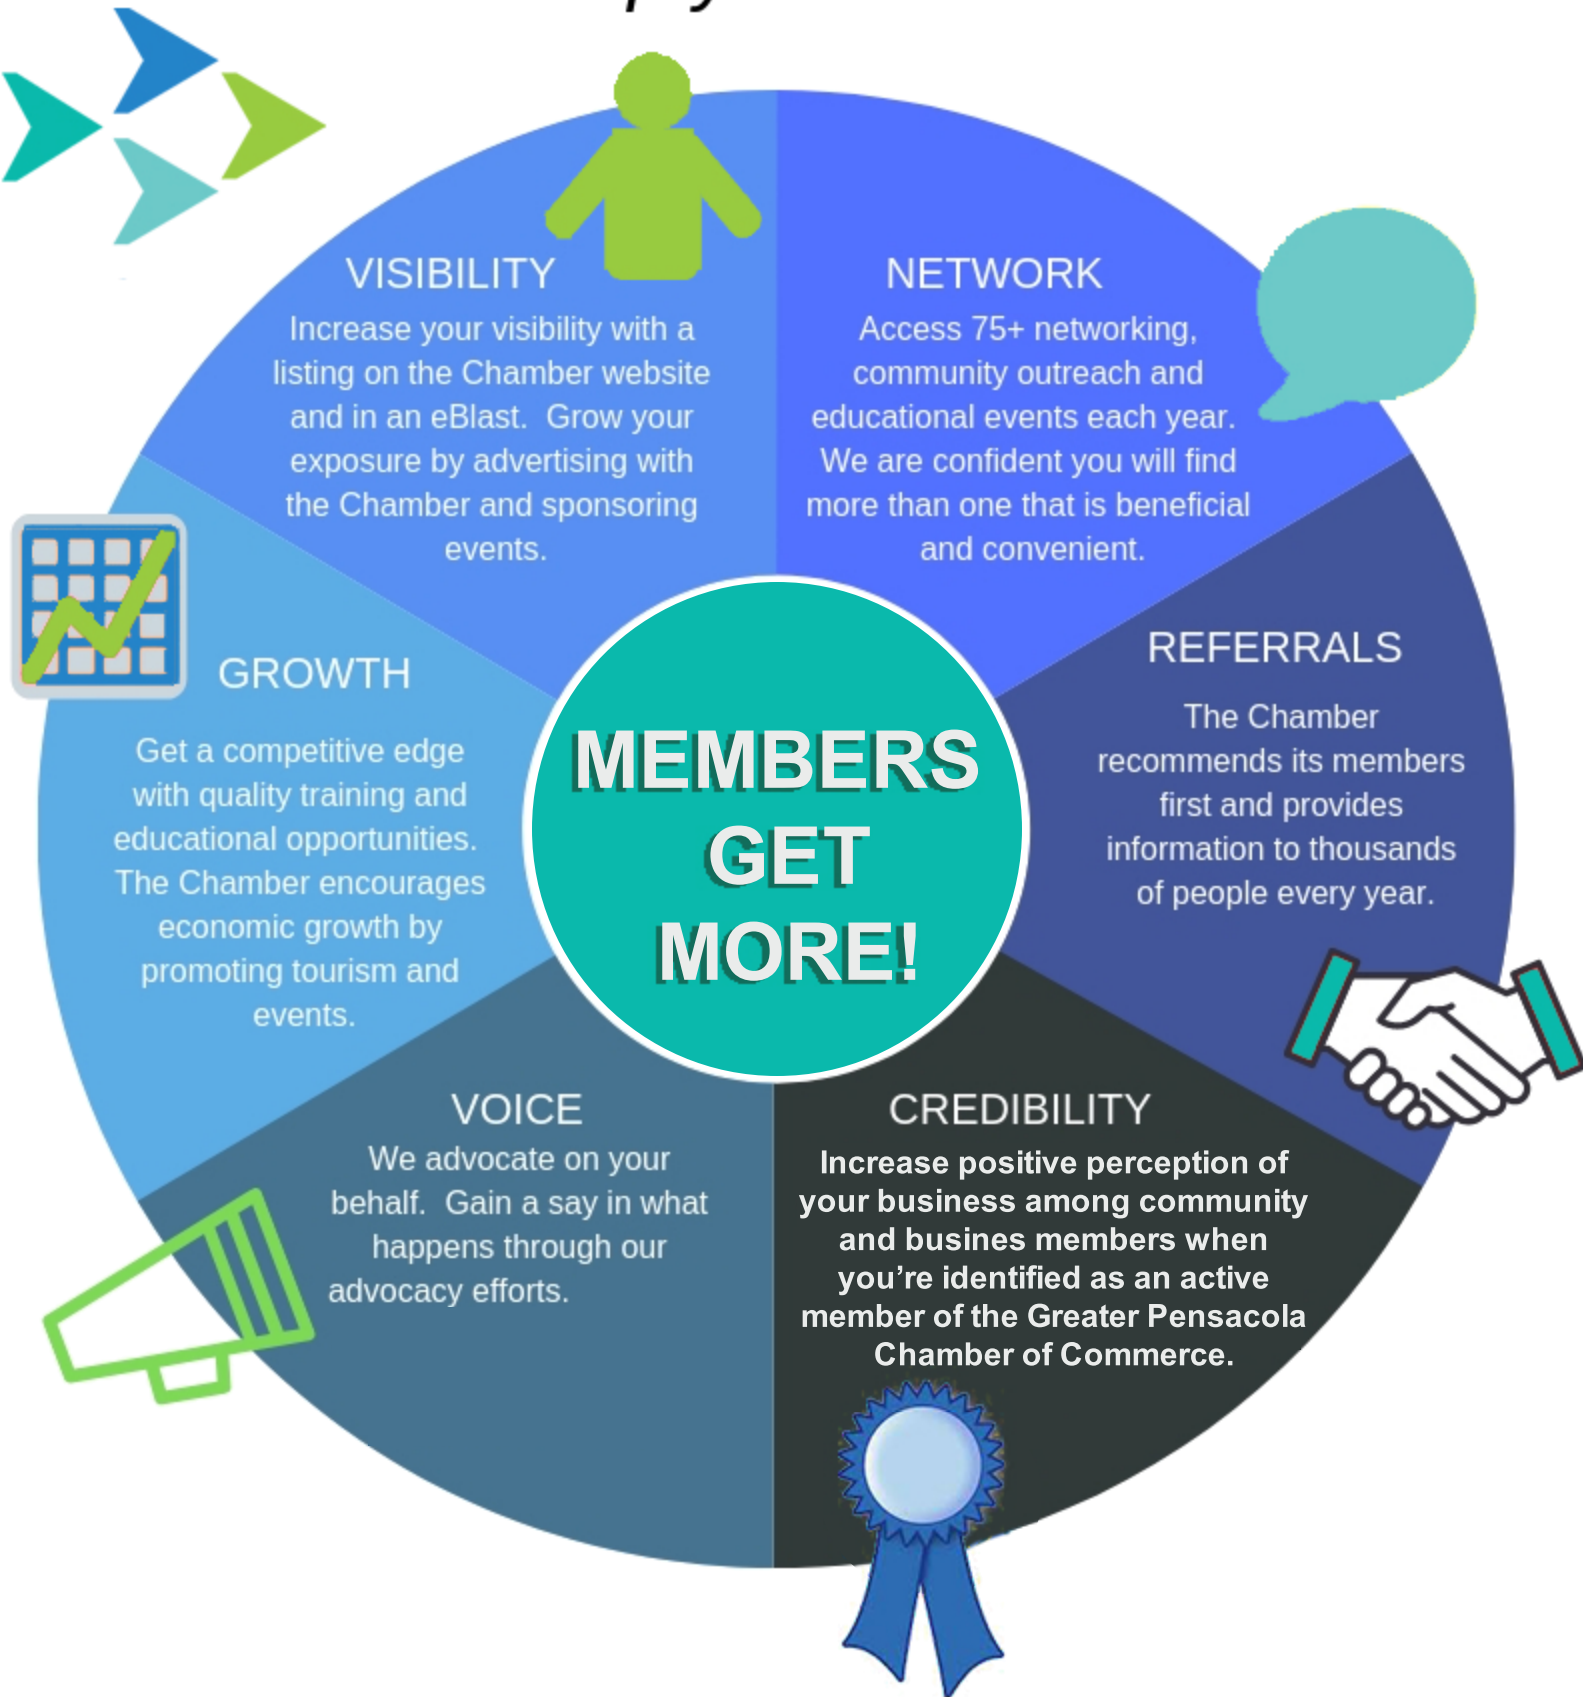 VISIBILITY
Increase your visibility with a
listing on the Chamber website
and in an eBlast.  Grow your
exposure by advertising with
the Chamber and sponsoring
events.
NETWORK
Access 75+ networking,
community outreach and
educational events each year.
We are confident you will find
more than one that is beneficial
and convenient.
REFERRALS
The Chamber
recommends its members
first and provides
information to thousands
of people every year.
GROWTH
Get a competitive edge
with quality training and
educational opportunities.
The Chamber encourages
economic growth by
promoting tourism and
events.
MEMBERS
GET
MORE!
VOICE
We advocate on your
behalf.  Gain a say in what
happens through our
advocacy efforts.
CREDIBILITY
Increase positive perception of
your business among community
and busines members when
you’re identified as an active
member of the Greater Pensacola
Chamber of Commerce.